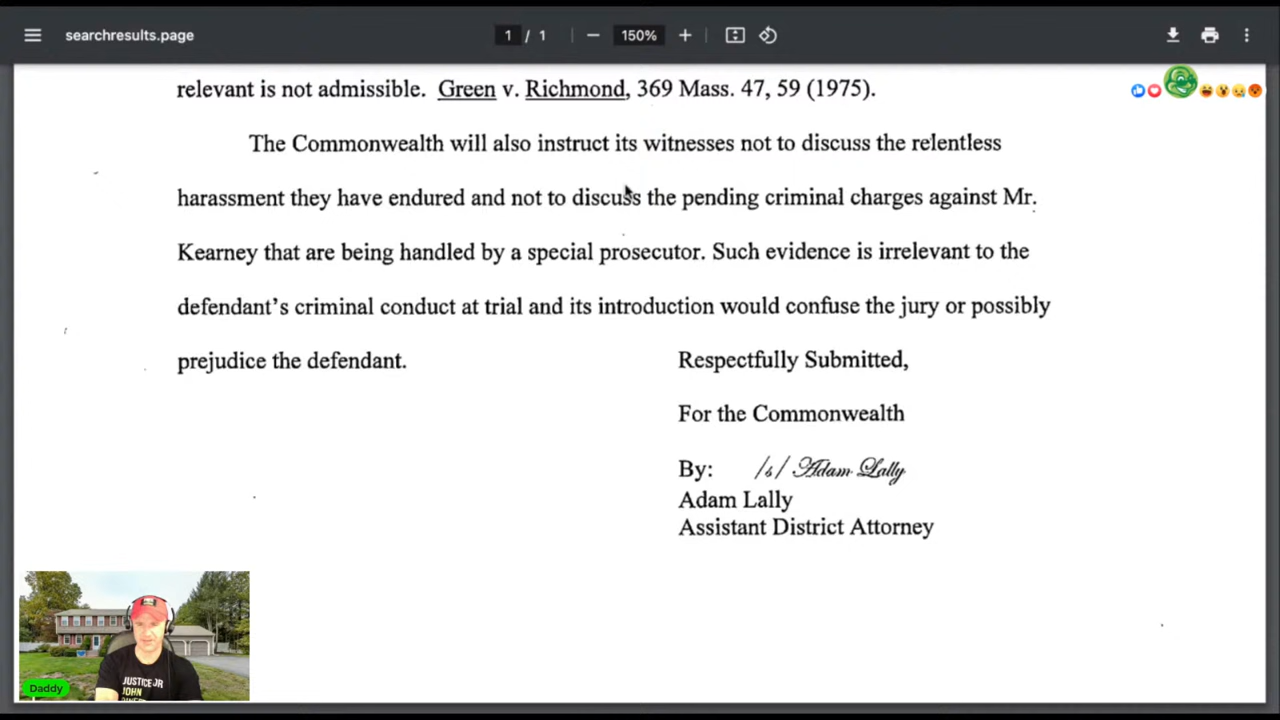 searchresults.page
1 / 1
150%
relevant is not admissible. Green v. Richmond, 369 Mass. 47, 59 (1975).
The Commonwealth will also instruct its witnesses not to discuss the relentless
harassment they have endured and not to discuss the pending criminal charges against Mr.
Kearney that are being handled by a special prosecutor. Such evidence is irrelevant to the
defendant's criminal conduct at trial and its introduction would confuse the jury or possibly
prejudice the defendant.
Respectfully Submitted,
For the Commonwealth
By: /s/ Adam Lally
Adam Lally
Assistant District Attorney
JUSTICE
JOHN
Daddy